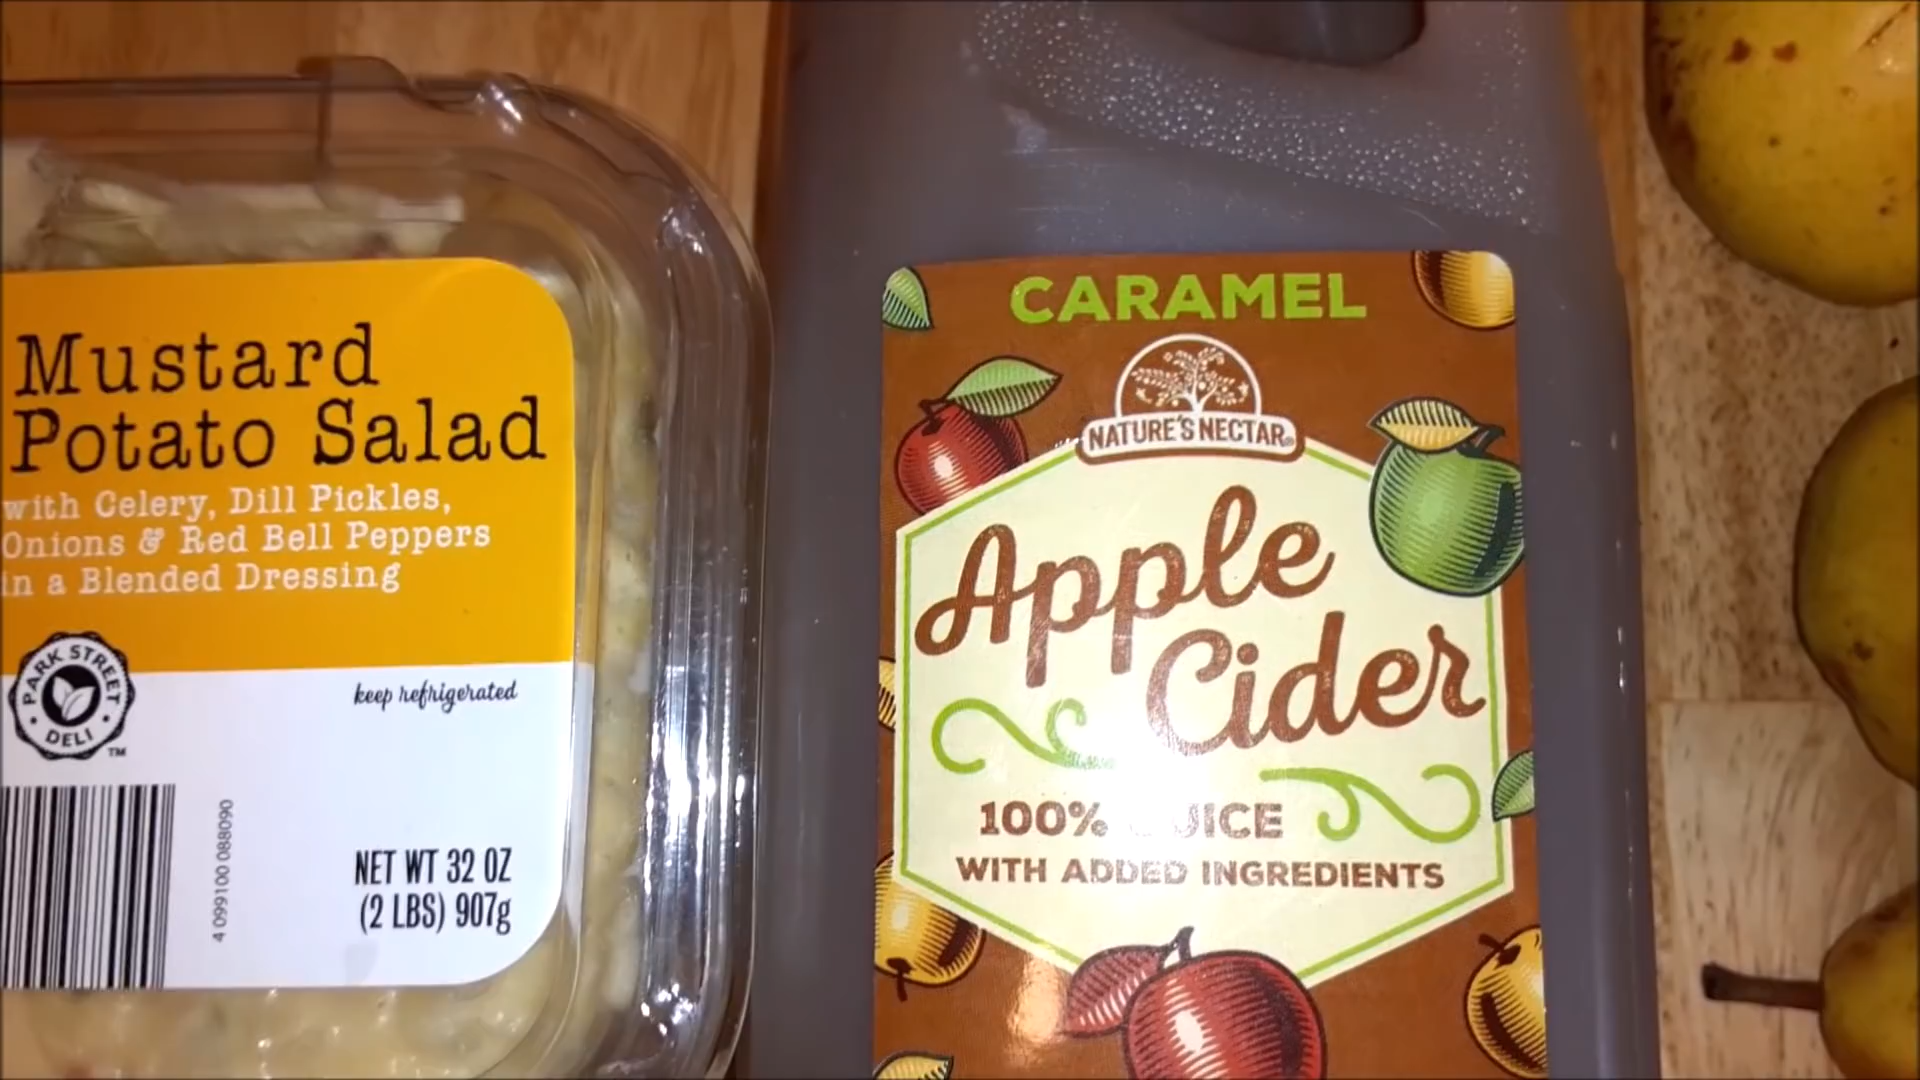 Mustard
Potato Salad
with Celery, Dill Pickles,
Onions & Red Bell Peppers
in a Blended Dressing
PARK STREET
DELI
TM
keep refrigerated
4 099100 088090
NET WT 32 OZ
(2 LBS) 907g
CARAMEL
NATURE'S NECTAR®
Apple
Cider
100% JUICE
WITH ADDED INGREDIENTS